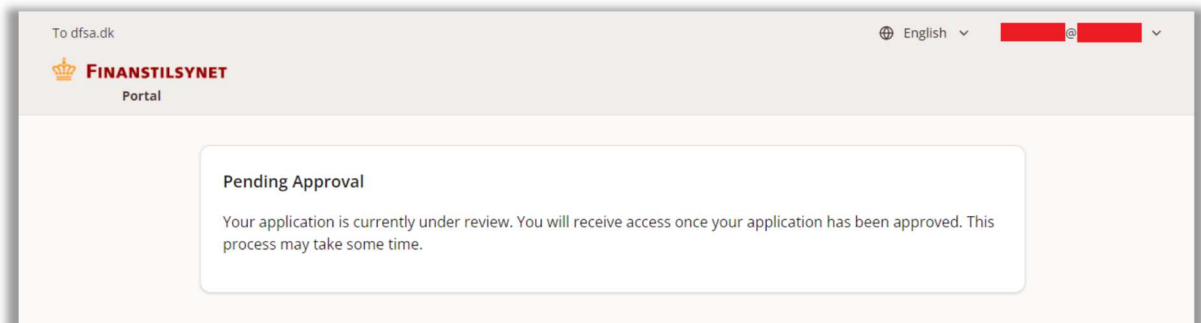 To dfsa.dk
English
@
FINANSTILSYNET
Portal
Pending Approval
Your application is currently under review. You will receive access once your application has been approved. This
process may take some time.